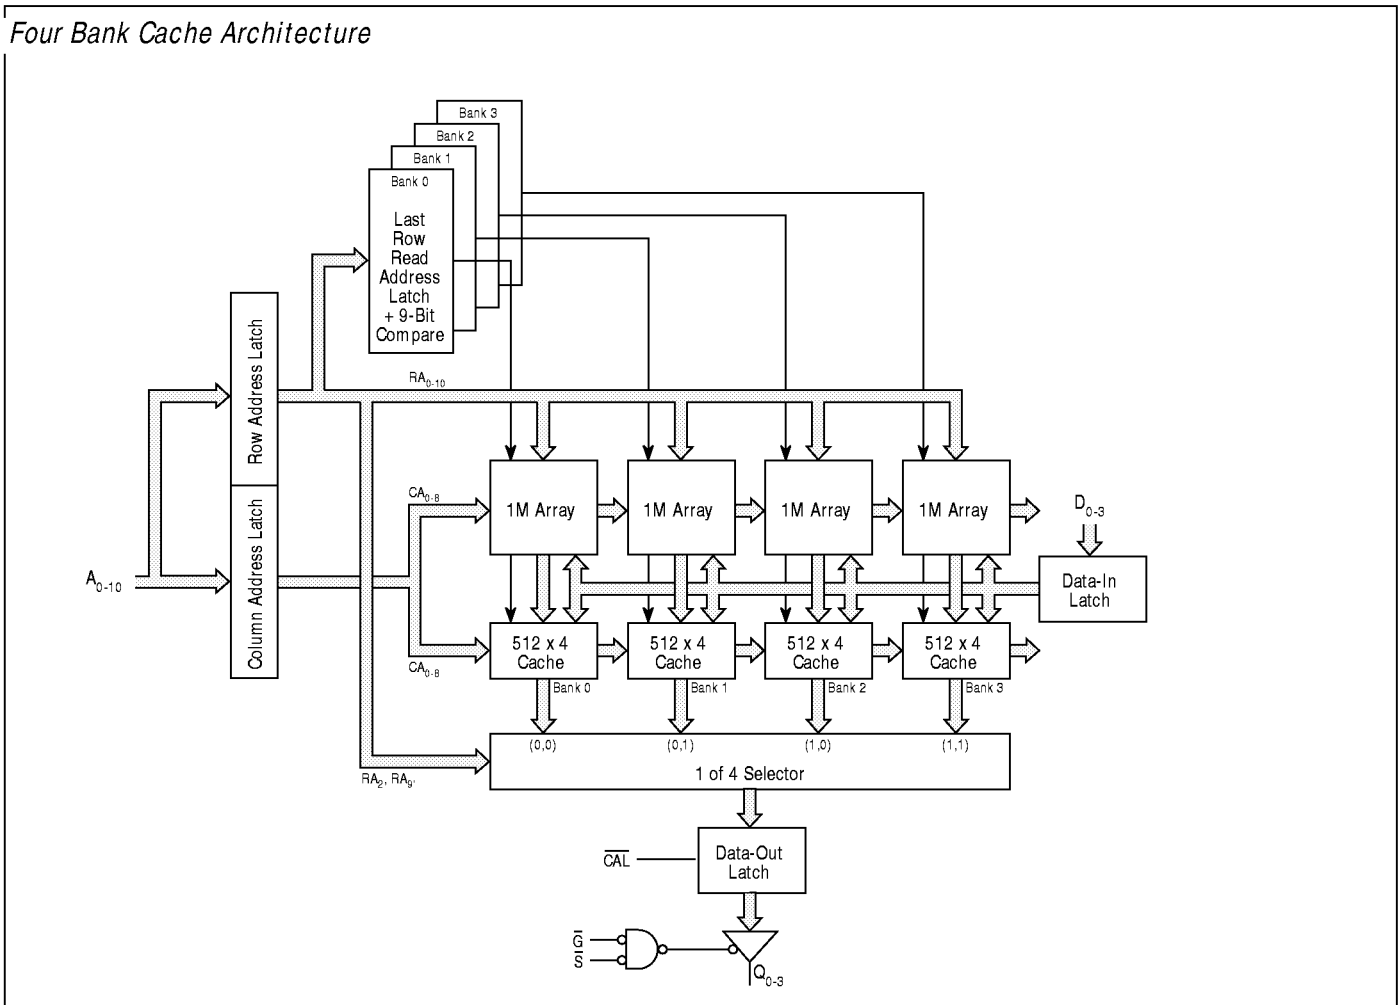 Four Bank Cache Architecture
Bank 3
Bank 2
Bank 1
Bank 0
Last
Row
Read
Address
Latch
+ 9-Bit
Compare
Row Address Latch
Column Address Latch
A0-10
RA0-10
CA0-8
1M Array
1M Array
1M Array
1M Array
D0-3
Data-In
Latch
CA0-8
512 x 4
Cache
512 x 4
Cache
512 x 4
Cache
512 x 4
Cache
Bank 0
Bank 1
Bank 2
Bank 3
(0,0)
(0,1)
(1,0)
(1,1)
RA2, RA9.
1 of 4 Selector
C̅A̅L̅
Data-Out
Latch
G̅
S̅
Q0-3